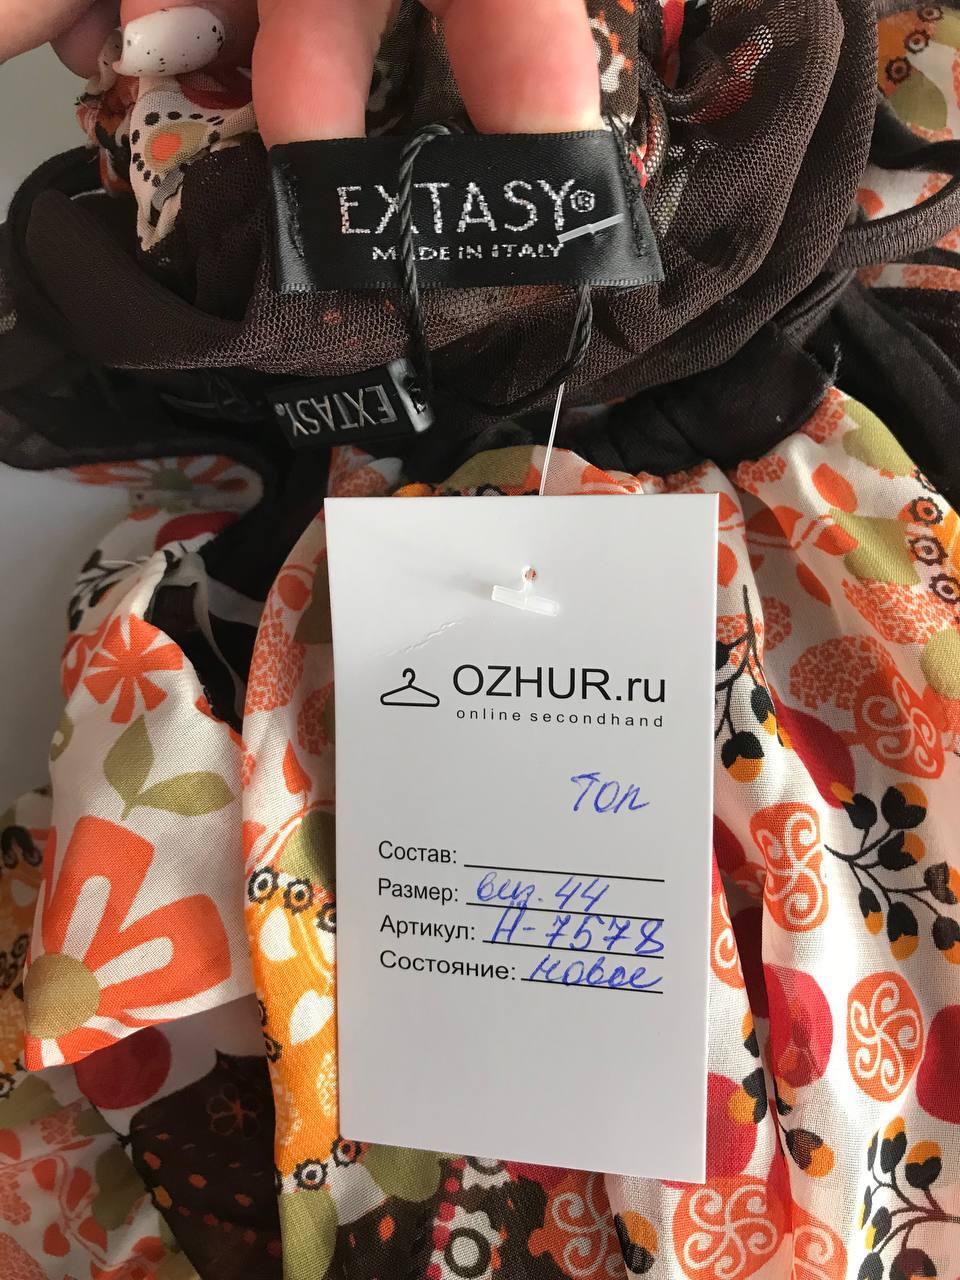 EXTASY®
MADE IN ITALY
EXTASY®
OZHUR.ru
online secondhand
Топ
Состав:
Размер: виз. 44
Артикул: Н-7578
Состояние: новое